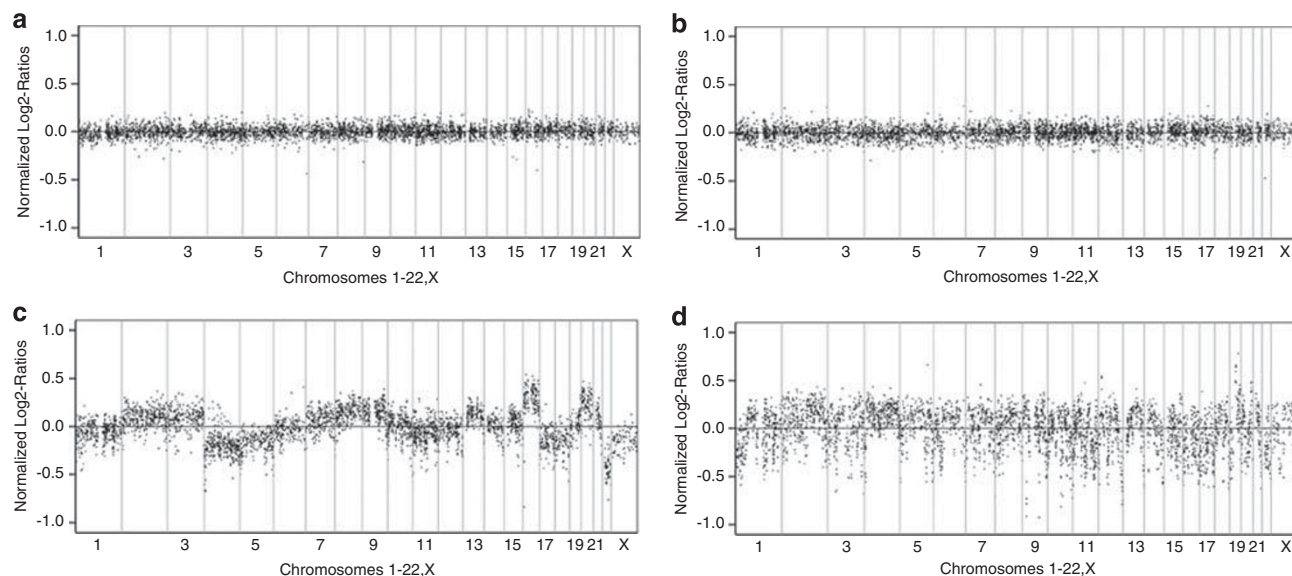 a
1.0
0.5
0.0
-0.5
-1.0
Normalized Log2-Ratios
1 3 5 7 9 11 13 15 17 19 21 X
Chromosomes 1-22,X
b
1.0
0.5
0.0
-0.5
-1.0
Normalized Log2-Ratios
1 3 5 7 9 11 13 15 17 19 21 X
Chromosomes 1-22,X
c
1.0
0.5
0.0
-0.5
-1.0
Normalized Log2-Ratios
1 3 5 7 9 11 13 15 17 19 21 X
Chromosomes 1-22,X
d
1.0
0.5
0.0
-0.5
-1.0
Normalized Log2-Ratios
1 3 5 7 9 11 13 15 17 19 21 X
Chromosomes 1-22,X